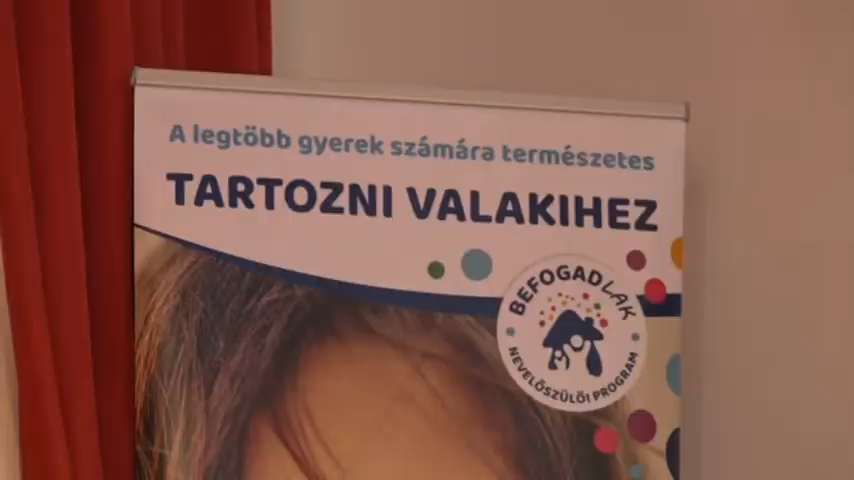 A legtöbb gyerek számára természetes
TARTOZNI VALAKIHEZ
BEFOGADLAK
NEVELŐSZÜLŐI PROGRAM